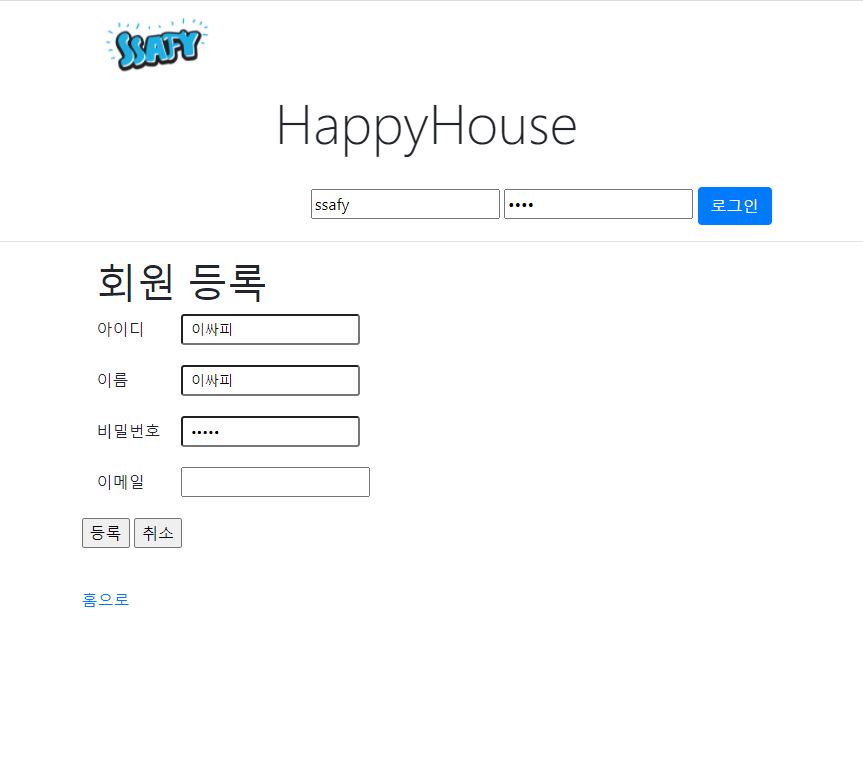 SSAFY
HappyHouse
ssafy •••• 로그인
회원 등록
아이디 이싸피
이름 이싸피
비밀번호 •••••
이메일
등록 취소
홈으로